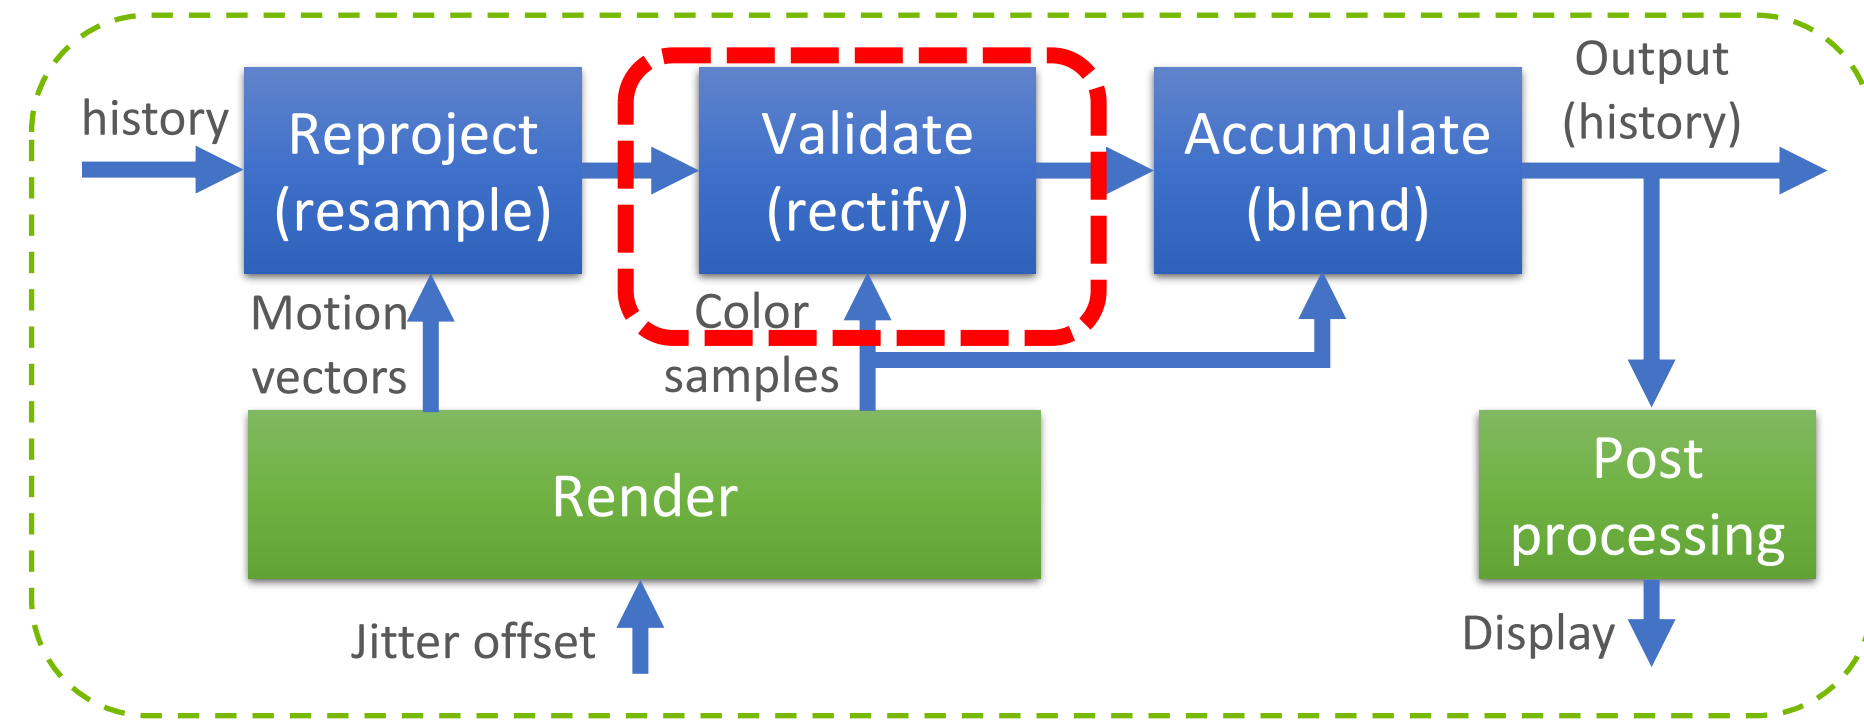 history
Reproject
(resample)
Validate
(rectify)
Accumulate
(blend)
Output
(history)
Motion
vectors
Color
samples
Render
Post
processing
Jitter offset
Display